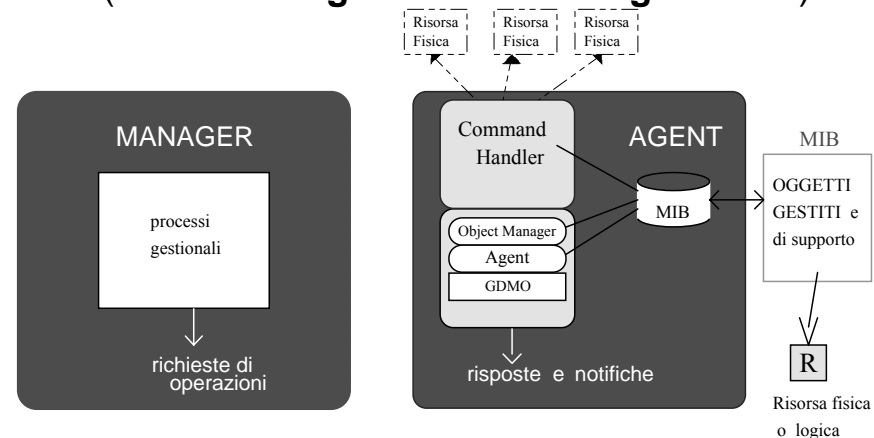 Risorsa
Fisica
Risorsa
Fisica
Risorsa
Fisica
MANAGER
processi
gestionali
richieste di
operazioni
AGENT
Command
Handler
MIB
Object Manager
Agent
GDMO
risposte e notifiche
MIB
OGGETTI
GESTITI e
di supporto
R
Risorsa fisica
o logica